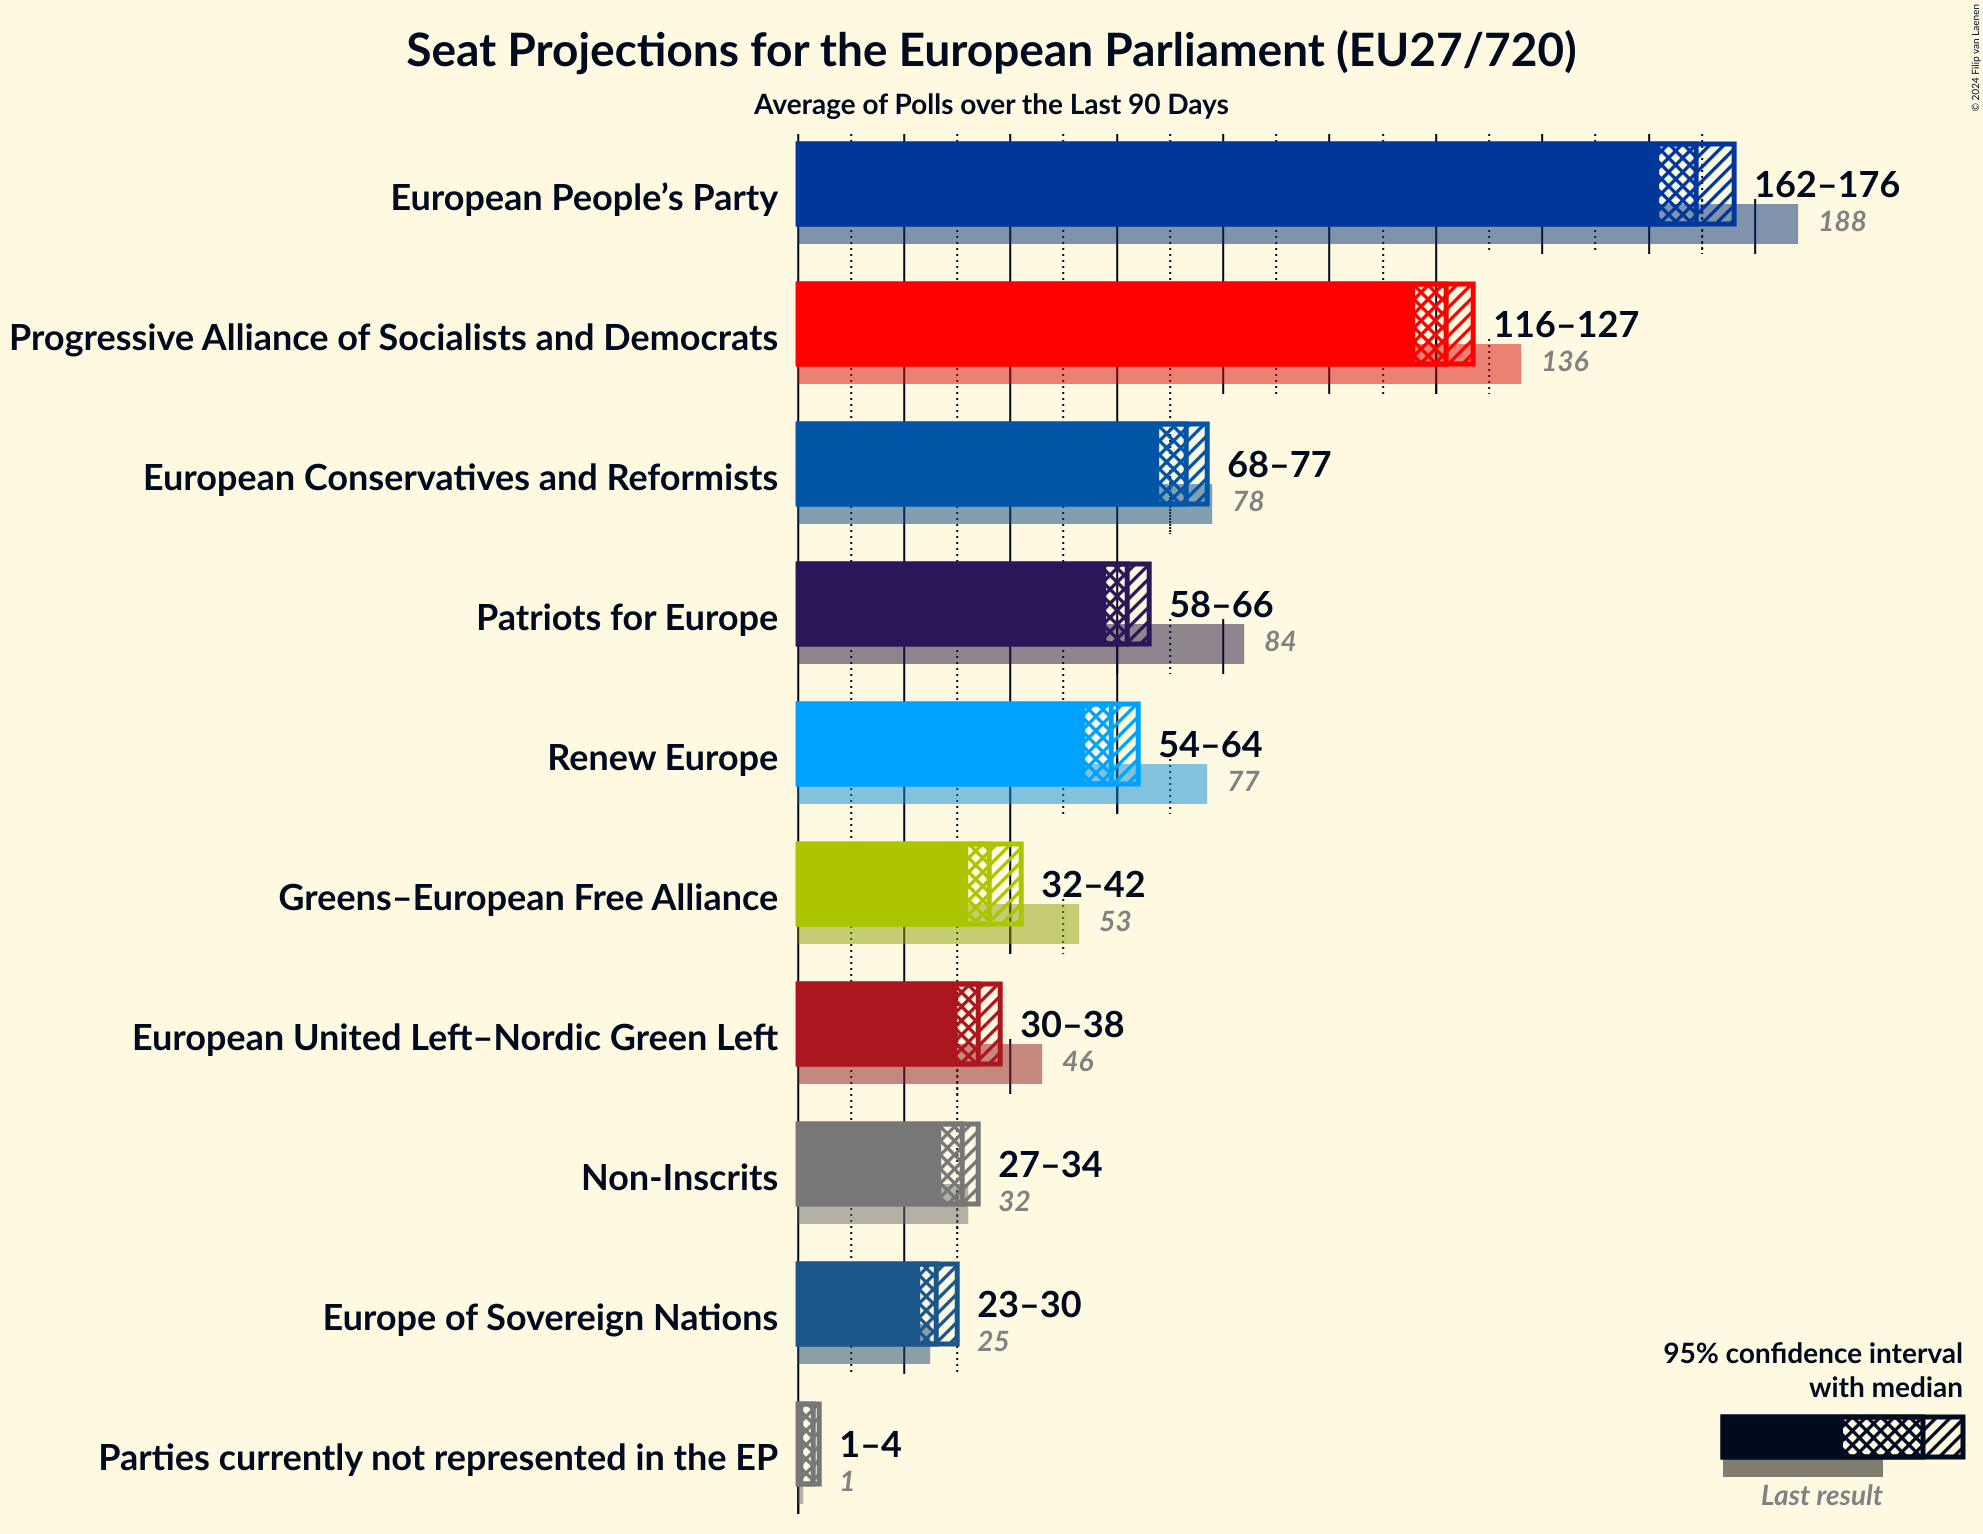 Seat Projections for the European Parliament (EU27/720)
Average of Polls over the Last 90 Days
© 2024 Filip van Laenen
European People’s Party
162–176
188
Progressive Alliance of Socialists and Democrats
116–127
136
European Conservatives and Reformists
68–77
78
Patriots for Europe
58–66
84
Renew Europe
54–64
77
Greens–European Free Alliance
32–42
53
European United Left–Nordic Green Left
30–38
46
Non-Inscrits
27–34
32
Europe of Sovereign Nations
23–30
25
Parties currently not represented in the EP
1–4
1
95% confidence interval
with median
Last result